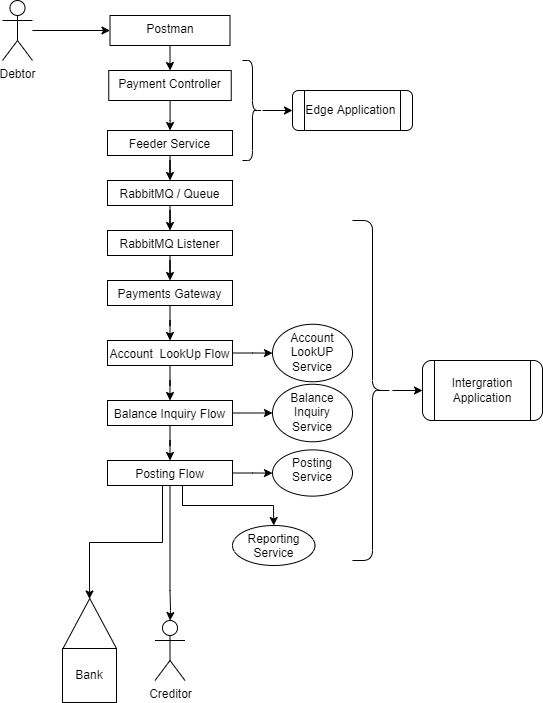 Debtor
Postman
Payment Controller
Edge Application
Feeder Service
RabbitMQ / Queue
RabbitMQ Listener
Payments Gateway
Account  LookUp Flow
Account
LookUP
Service
Intergration
Application
Balance Inquiry Flow
Balance
Inquiry
Service
Posting Flow
Posting
Service
Reporting
Service
Bank
Creditor